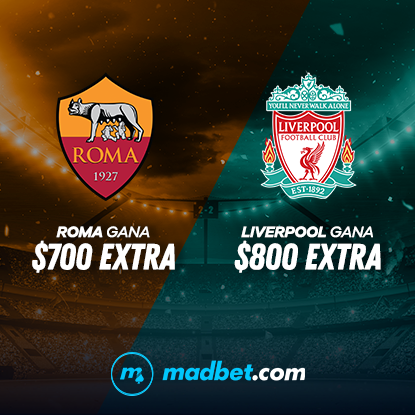 ROMA
1927
YOU'LL NEVER WALK ALONE
LIVERPOOL
FOOTBALL CLUB
EST·1892
ROMA GANA
$700 EXTRA
LIVERPOOL GANA
$800 EXTRA
m
madbet.com